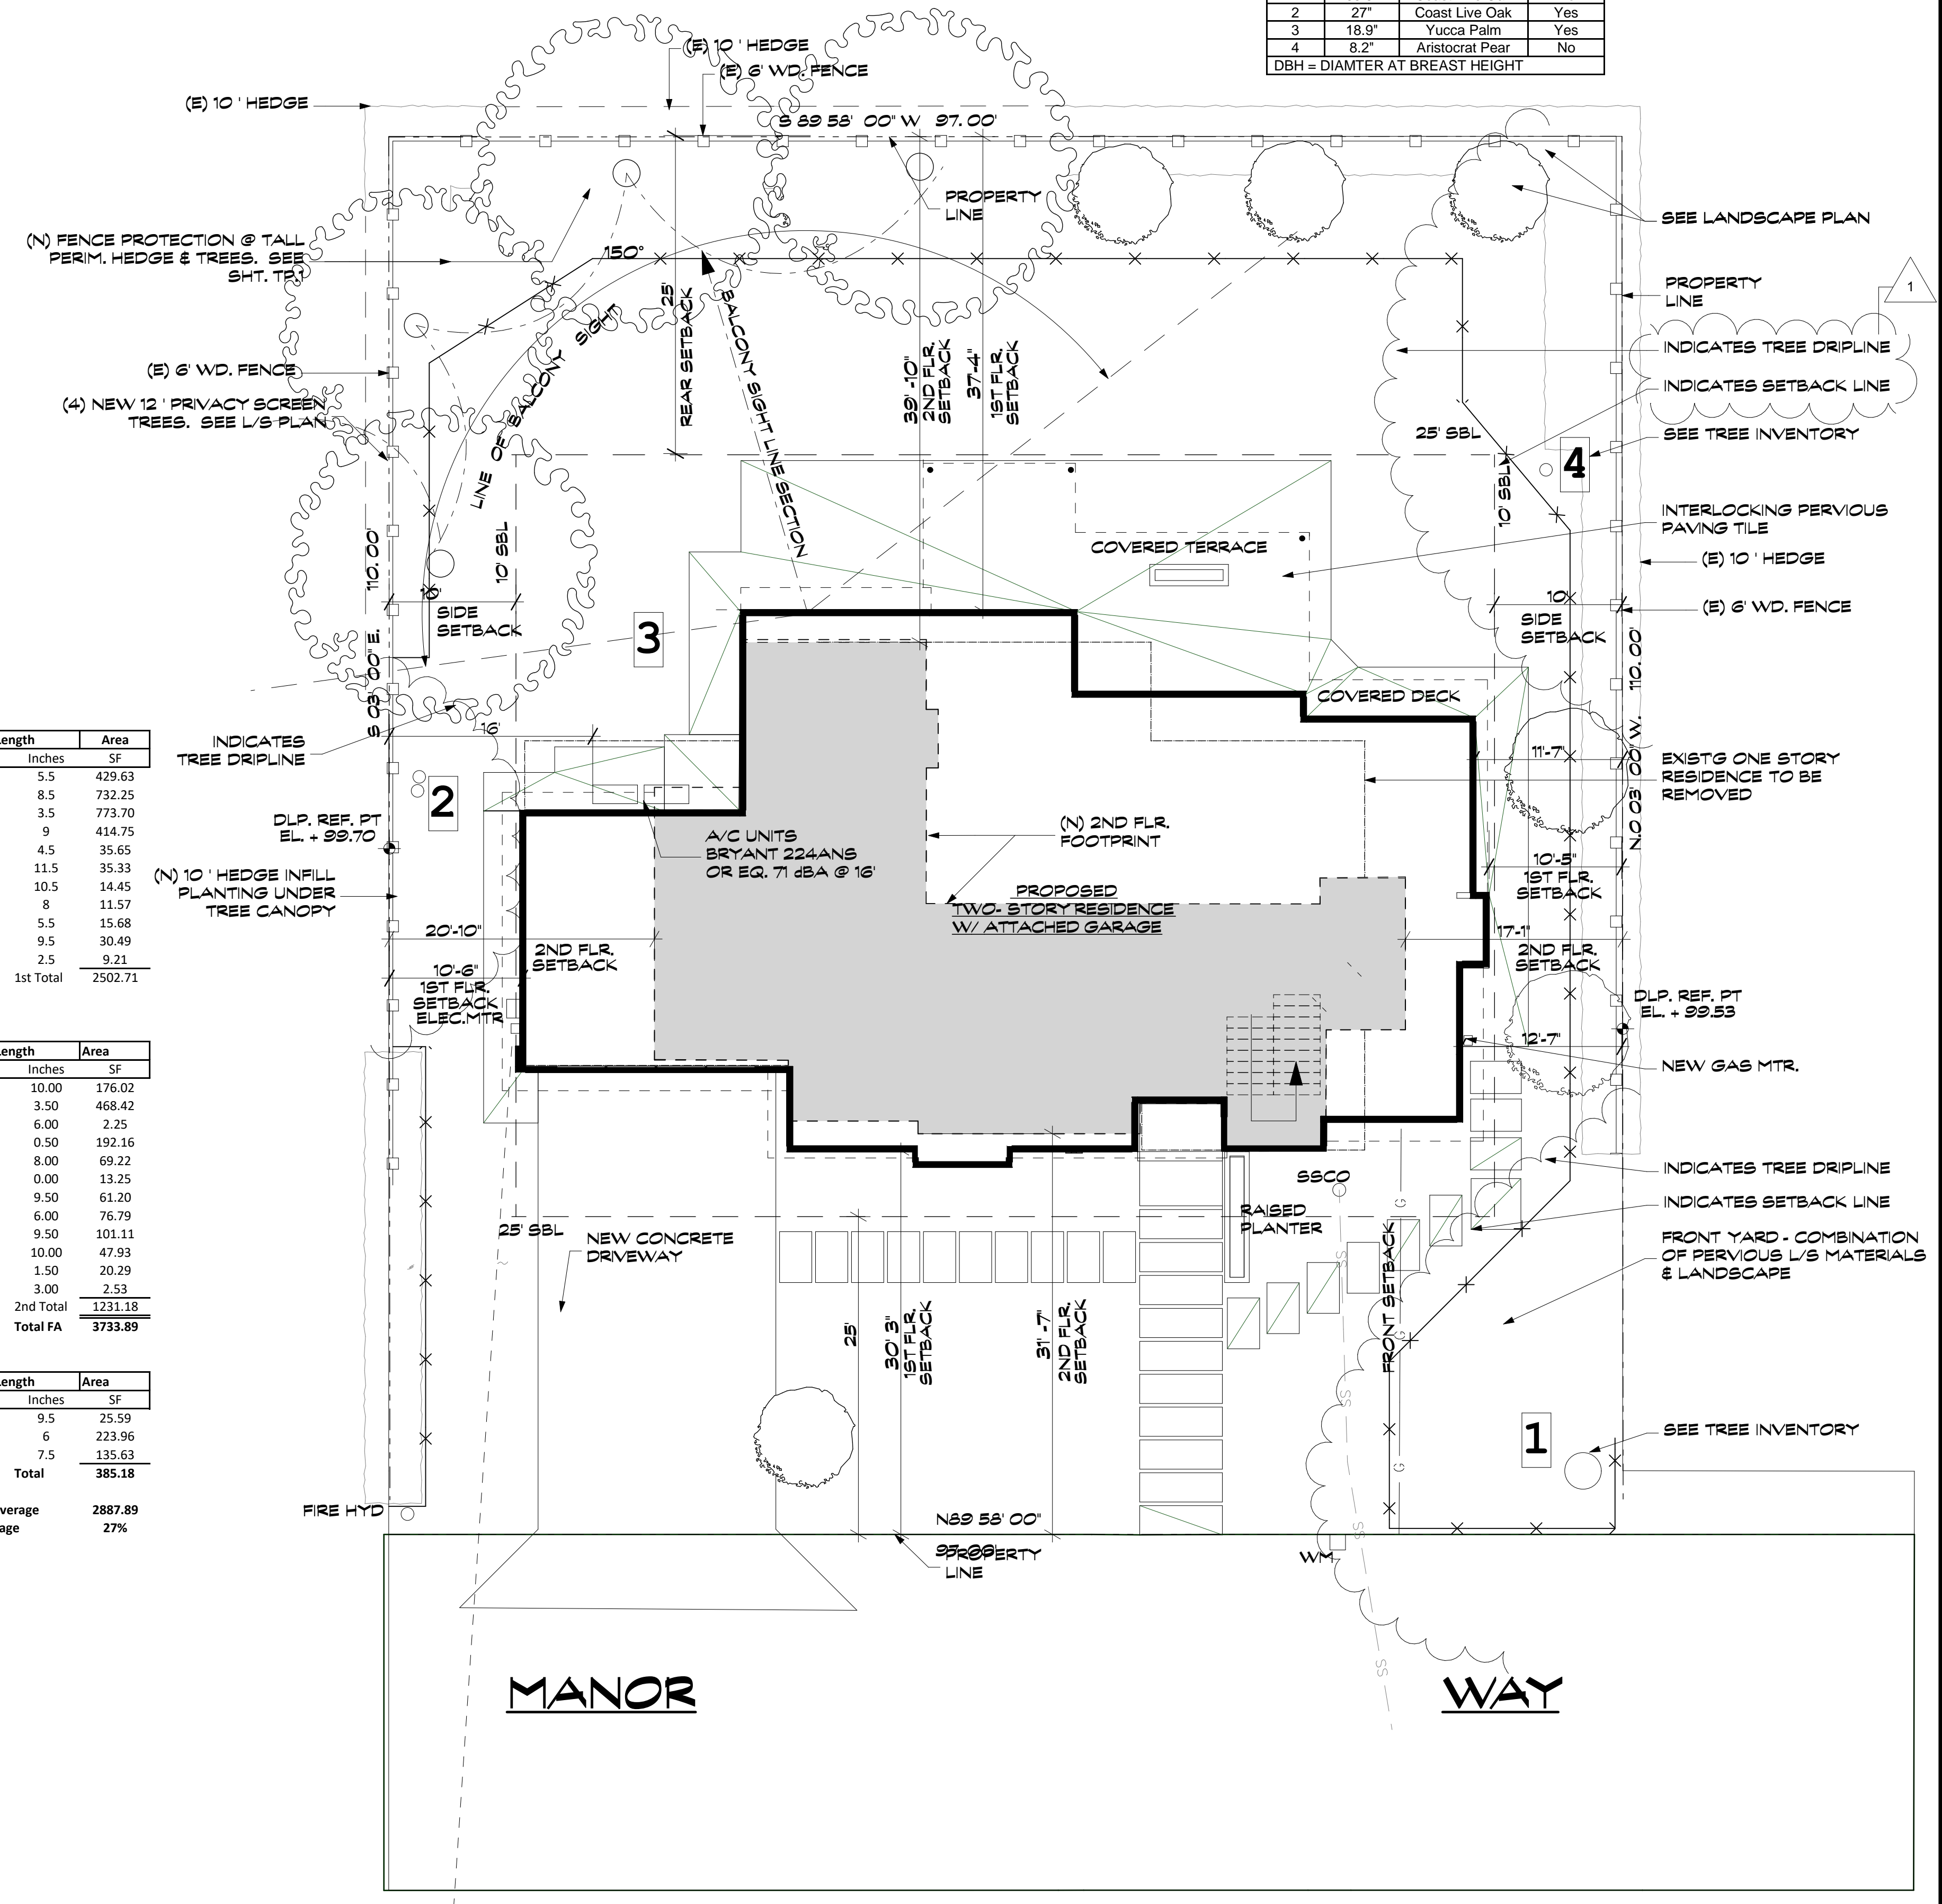 2 27" Coast Live Oak Yes
3 18.9" Yucca Palm Yes
4 8.2" Aristocrat Pear No
DBH = DIAMTER AT BREAST HEIGHT
(E) 10 ' HEDGE
(E) 6' WD. FENCE
(E) 10 ' HEDGE
S 89 58' 00" W 97.00'
PROPERTY
LINE
SEE LANDSCAPE PLAN
(N) FENCE PROTECTION @ TALL
PERIM. HEDGE & TREES. SEE
SHT. TP.1
150°
25'
REAR SETBACK
BALCONY SIGHT LINE SECTION
LINE OF BALCONY SIGHT
39'-10"
2ND FLR.
SETBACK
37'-4"
1ST FLR.
SETBACK
PROPERTY
LINE
1
INDICATES TREE DRIPLINE
INDICATES SETBACK LINE
(E) 6' WD. FENCE
(4) NEW 12 ' PRIVACY SCREEN
TREES. SEE L/S PLAN
25' SBL
SEE TREE INVENTORY
4
10' SBL
INTERLOCKING PERVIOUS
PAVING TILE
COVERED TERRACE
(E) 10 ' HEDGE
110.00'
S 03' 00" E.
10' SBL
10'
SIDE
SETBACK
3
10'
SIDE
SETBACK
(E) 6' WD. FENCE
110.00'
N.0 03' 00" W.
COVERED DECK
16'
INDICATES
TREE DRIPLINE
11'-7"
EXIST'G ONE STORY
RESIDENCE TO BE
REMOVED
2
DLP. REF. PT
EL. + 99.70
A/C UNITS
BRYANT 224ANS
OR EQ. 71 dBA @ 16'
(N) 2ND FLR.
FOOTPRINT
(N) 10 ' HEDGE INFILL
PLANTING UNDER
TREE CANOPY
10'-5"
1ST FLR.
SETBACK
PROPOSED
TWO- STORY RESIDENCE
W/ ATTACHED GARAGE
20'-10"
2ND FLR.
SETBACK
17'-1"
2ND FLR.
SETBACK
10'-6"
1ST FLR.
SETBACK
ELEC.MTR
DLP. REF. PT
EL. + 99.53
12'-7"
NEW GAS MTR.
SSCO
INDICATES TREE DRIPLINE
INDICATES SETBACK LINE
RAISED
PLANTER
25' SBL
NEW CONCRETE
DRIVEWAY
FRONT YARD - COMBINATION
OF PERVIOUS L/S MATERIALS
& LANDSCAPE
G
G
G
SS
SS
SS
SS
FRONT SETBACK
25'
30' 3"
1ST FLR.
SETBACK
31'-7"
2ND FLR.
SETBACK
1
SEE TREE INVENTORY
FIRE HYD
N89 58' 00"
PROPERTY
LINE
WM
MANOR WAY
Length Area
Inches SF
5.5 429.63
8.5 732.25
3.5 773.70
9 414.75
4.5 35.65
11.5 35.33
10.5 14.45
8 11.57
5.5 15.68
9.5 30.49
2.5 9.21
1st Total 2502.71
Length Area
Inches SF
10.00 176.02
3.50 468.42
6.00 2.25
0.50 192.16
8.00 69.22
0.00 13.25
9.50 61.20
6.00 76.79
9.50 101.11
10.00 47.93
1.50 20.29
3.00 2.53
2nd Total 1231.18
Total FA 3733.89
Length Area
Inches SF
9.5 25.59
6 223.96
7.5 135.63
Total 385.18
verage 2887.89
age 27%